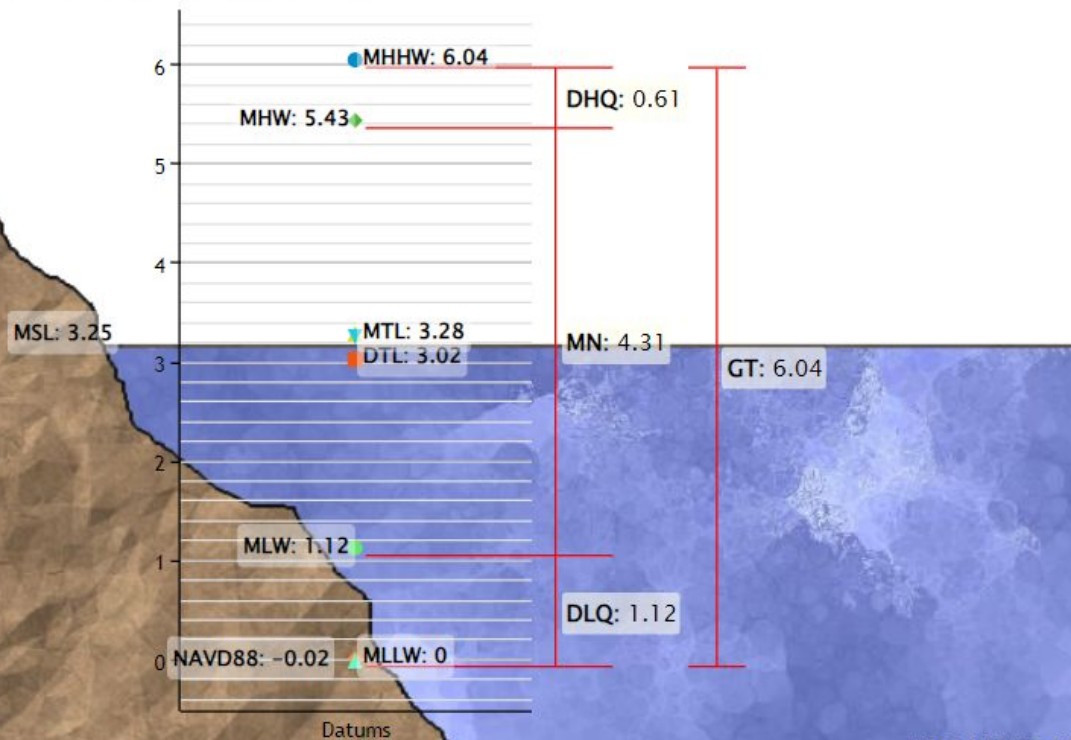 6
MHHW: 6.04
DHQ: 0.61
MHW: 5.43
5
4
MSL: 3.25
MTL: 3.28
MN: 4.31
3
DTL: 3.02
GT: 6.04
2
MLW: 1.12
1
DLQ: 1.12
0
NAVD88: −0.02
MLLW: 0
Datums